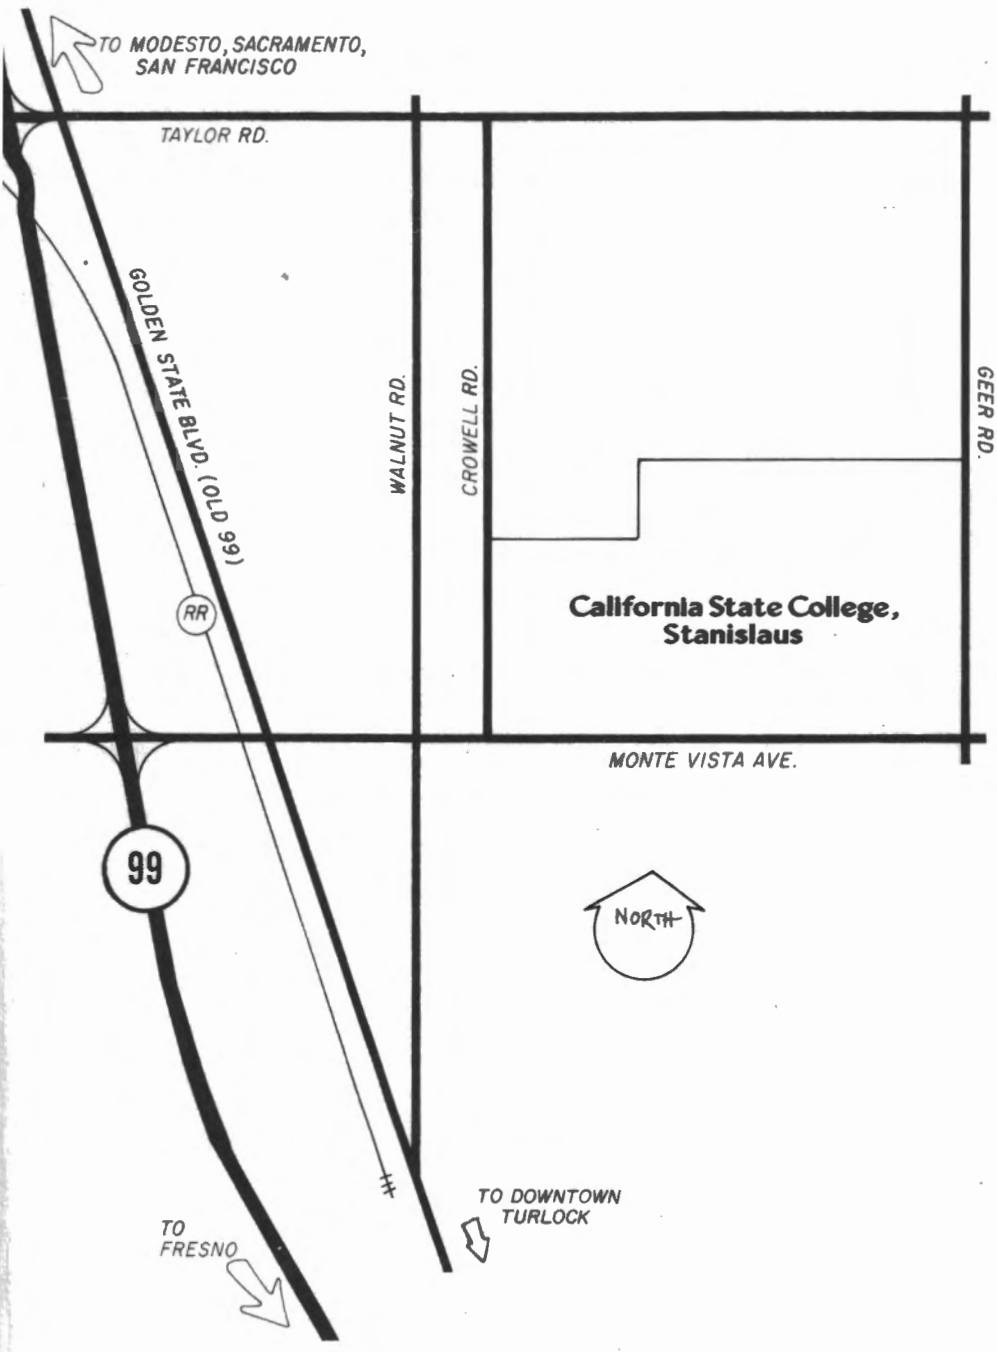 TO MODESTO, SACRAMENTO,
SAN FRANCISCO
TAYLOR RD.
GOLDEN STATE BLVD. (OLD 99)
WALNUT RD.
CROWELL RD.
GEER RD.
RR
California State College,
Stanislaus
MONTE VISTA AVE.
99
NORTH
TO DOWNTOWN
TURLOCK
TO
FRESNO